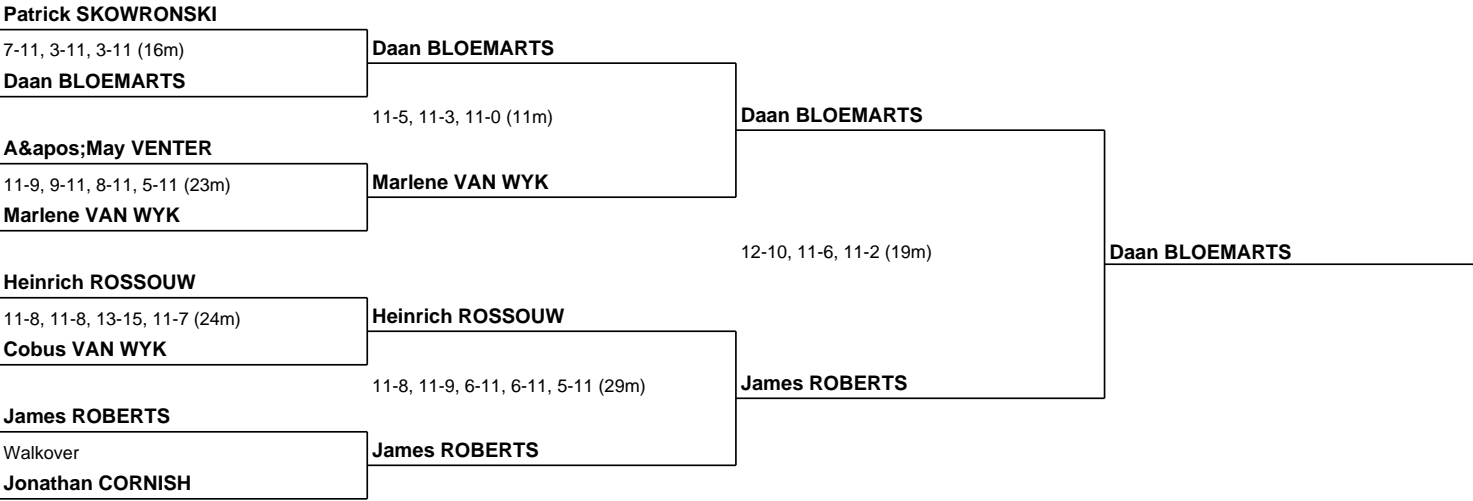 Patrick SKOWRONSKI
7-11, 3-11, 3-11 (16m)
Daan BLOEMARTS
Daan BLOEMARTS
11-5, 11-3, 11-0 (11m)
Daan BLOEMARTS
A&apos;May VENTER
11-9, 9-11, 8-11, 5-11 (23m)
Marlene VAN WYK
Marlene VAN WYK
12-10, 11-6, 11-2 (19m)
Daan BLOEMARTS
Heinrich ROSSOUW
11-8, 11-8, 13-15, 11-7 (24m)
Cobus VAN WYK
Heinrich ROSSOUW
11-8, 11-9, 6-11, 6-11, 5-11 (29m)
James ROBERTS
James ROBERTS
Walkover
Jonathan CORNISH
James ROBERTS